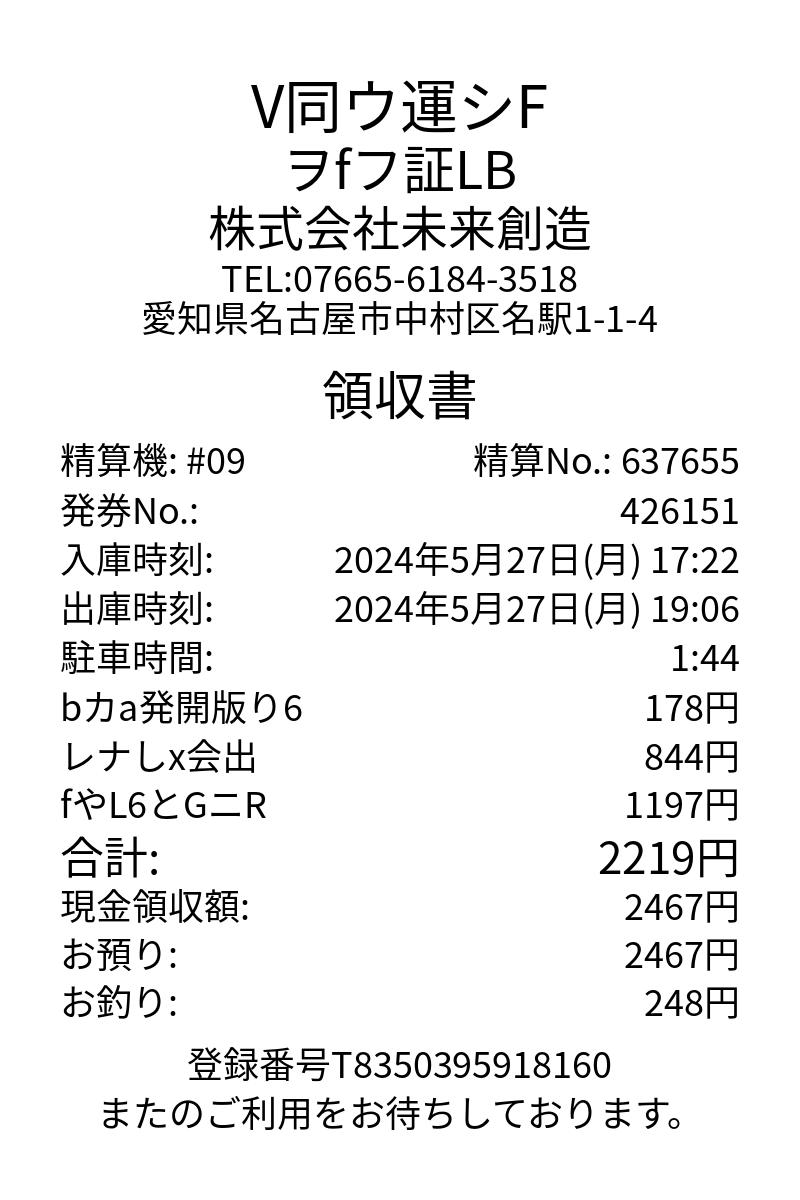 V同ウ運シF
ヲfフ証LB
株式会社未来創造
TEL:07665-6184-3518
愛知県名古屋市中村区名駅1-1-4
領収書
精算機: #09 精算No.: 637655
発券No.: 426151
入庫時刻: 2024年5月27日(月) 17:22
出庫時刻: 2024年5月27日(月) 19:06
駐車時間: 1:44
bカa発開版り6 178円
レナしx会出 844円
fやL6とGニR 1197円
合計: 2219円
現金領収額: 2467円
お預り: 2467円
お釣り: 248円
登録番号T8350395918160
またのご利用をお待ちしております。